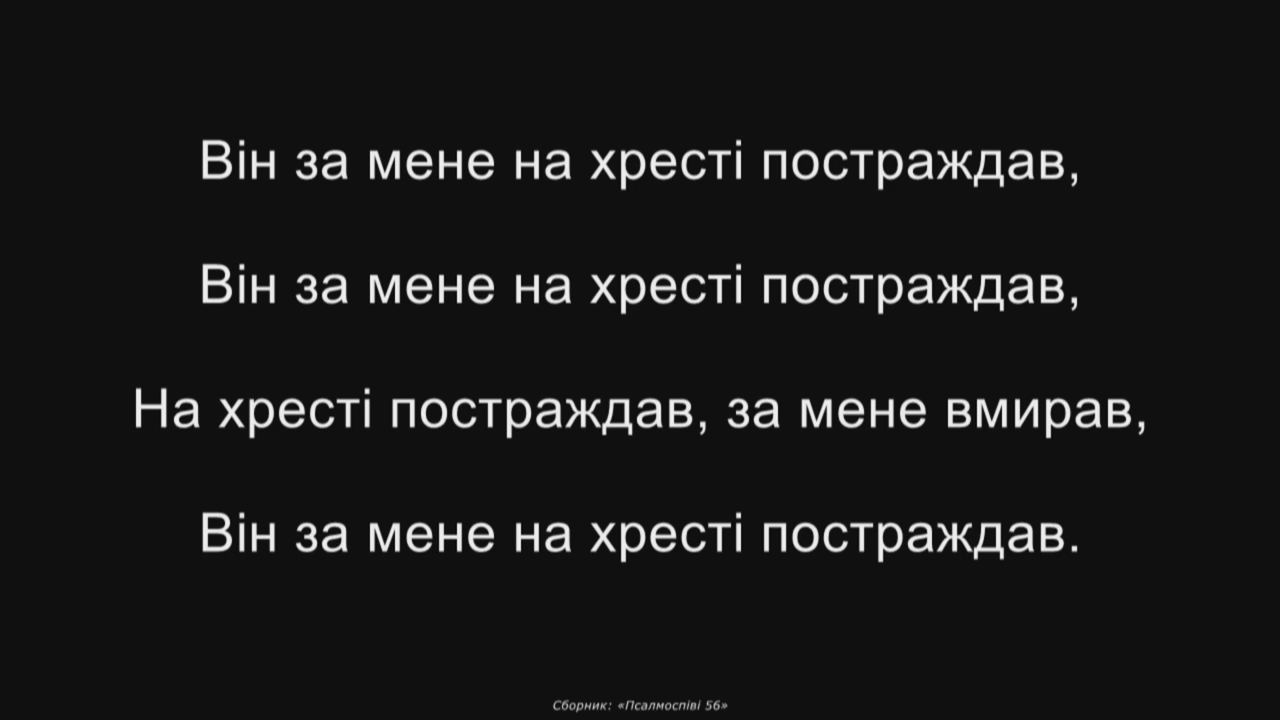 Він за мене на хресті постраждав,
Він за мене на хресті постраждав,
На хресті постраждав, за мене вмирав,
Він за мене на хресті постраждав.
Сборник: «Псалмоспіві 56»